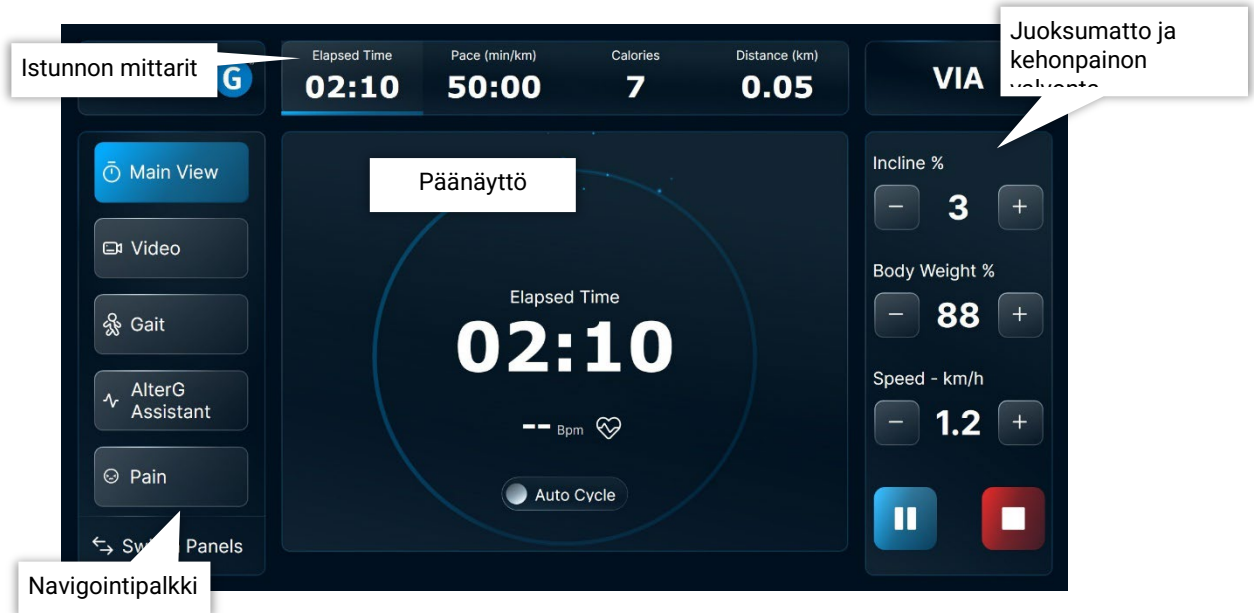 Istunnon mittarit
G
Elapsed Time
02:10
Pace (min/km)
50:00
Calories
7
Distance (km)
0.05
VIA
Juoksumatto ja
kehonpainon
valvonta
Main View
Video
Gait
AlterG
Assistant
Pain
Panels
Navigointipalkki
Päänäyttö
Elapsed Time
02:10
-- Bpm
Auto Cycle
Incline %
− 3 +
Body Weight %
− 88 +
Speed - km/h
− 1.2 +